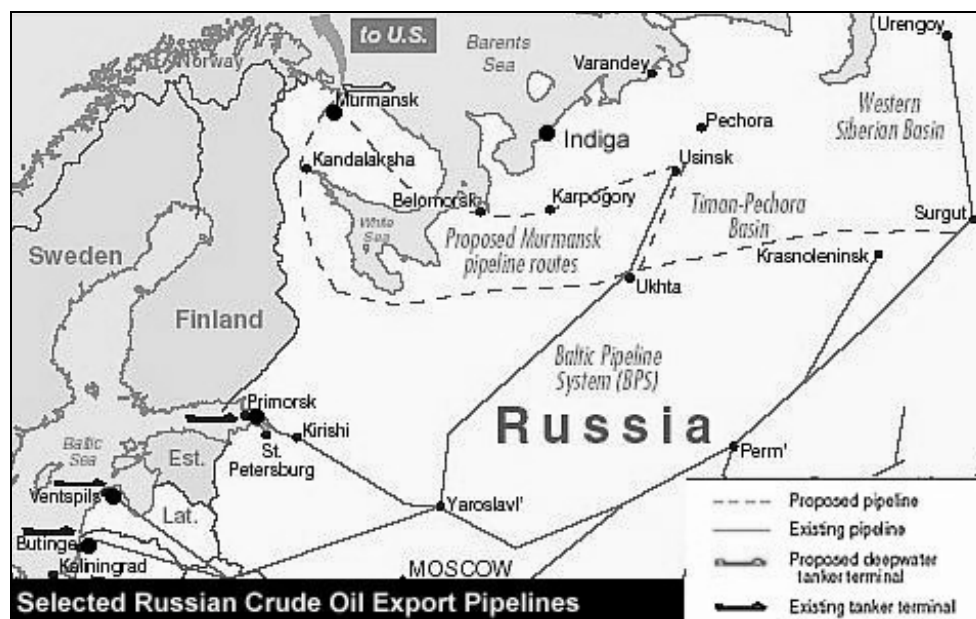 to U.S.
Barents
Sea
Urengoy
Norway
Varandey
Murmansk
Western
Siberian Basin
Indiga
Pechora
Kandalaksha
Usinsk
Belomorsk
Karpogory
Timan-Pechora
Basin
Surgut
White
Sea
Proposed Murmansk
pipeline routes
Krasnoleninsk
Sweden
Ukhta
Finland
Baltic Pipeline
System (BPS)
Primorsk
Russia
Kirishi
Baltic
Sea
St.
Petersburg
Est.
Perm'
Ventspils
Lat.
Yaroslavl'
Butinge
Kaliningrad
MOSCOW
Proposed pipeline
Existing pipeline
Proposed deepwater
tanker terminal
Existing tanker terminal
Selected Russian Crude Oil Export Pipelines